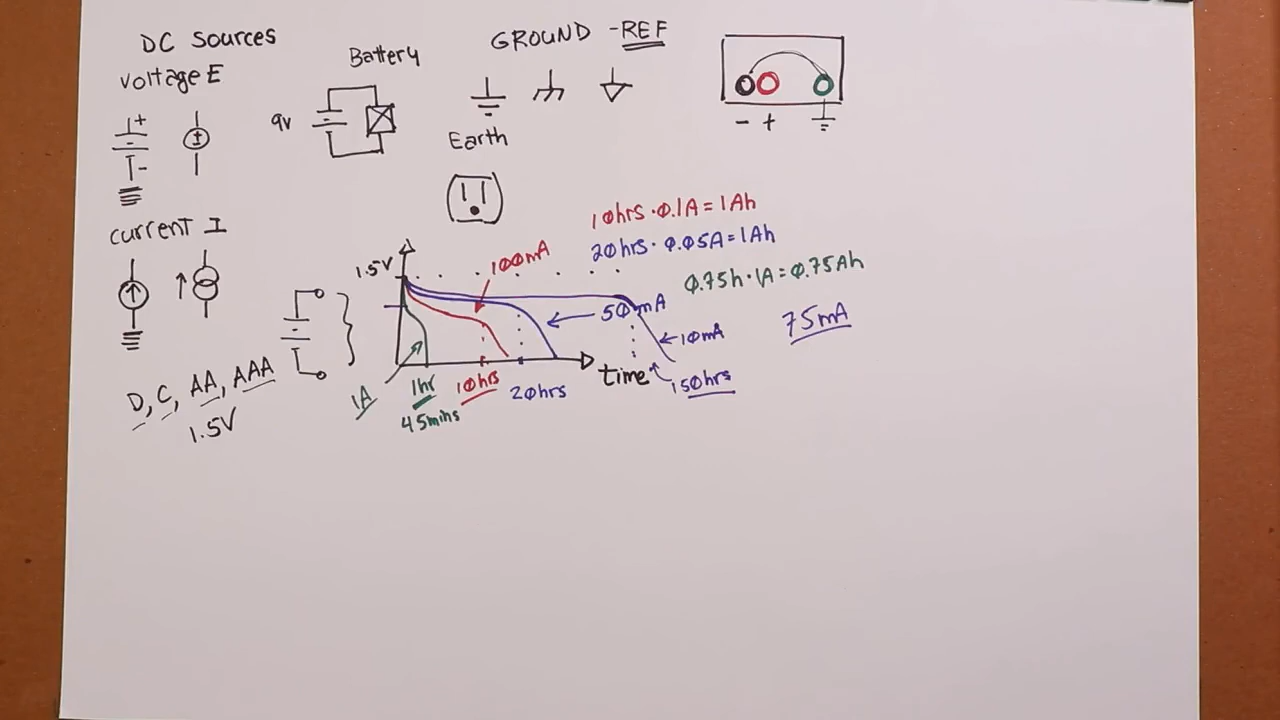 DC Sources
voltage E
+
-
Battery
9v
GROUND -REF
Earth
- +
current I
D, C, AA, AAA
1.5V
1.5V
100mA
10hrs · 0.1A = 1Ah
20hrs · 0.05A = 1Ah
0.75h · 1A = 0.75Ah
75mA
50mA
10mA
time
150hrs
1A
1hr
45mins
10hrs
20hrs